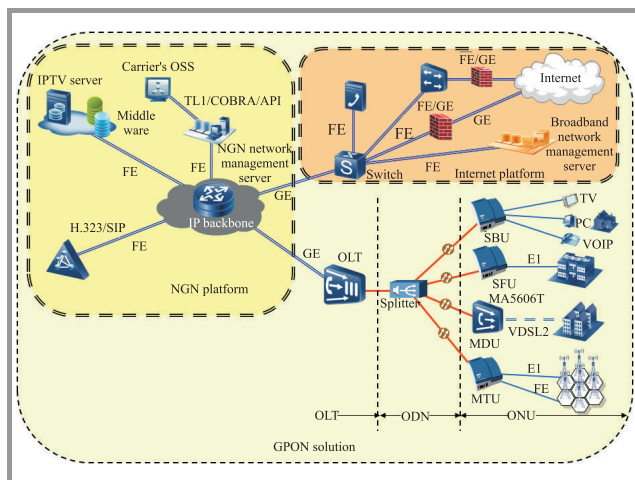 Carrier's OSS
IPTV server
TL1/COBRA/API
Middle
ware
NGN network
management
server
FE
FE
GE
IP backbone
H.323/SIP
FE
NGN platform
FE/GE
Internet
FE/GE
FE
FE
GE
Broadband
network
management
server
S
Switch
FE
Internet platform
GE
OLT
Splitter
TV
PC
VOIP
SBU
E1
SFU
MA5606T
VDSL2
MDU
E1
FE
MTU
OLT
ODN
ONU
GPON solution